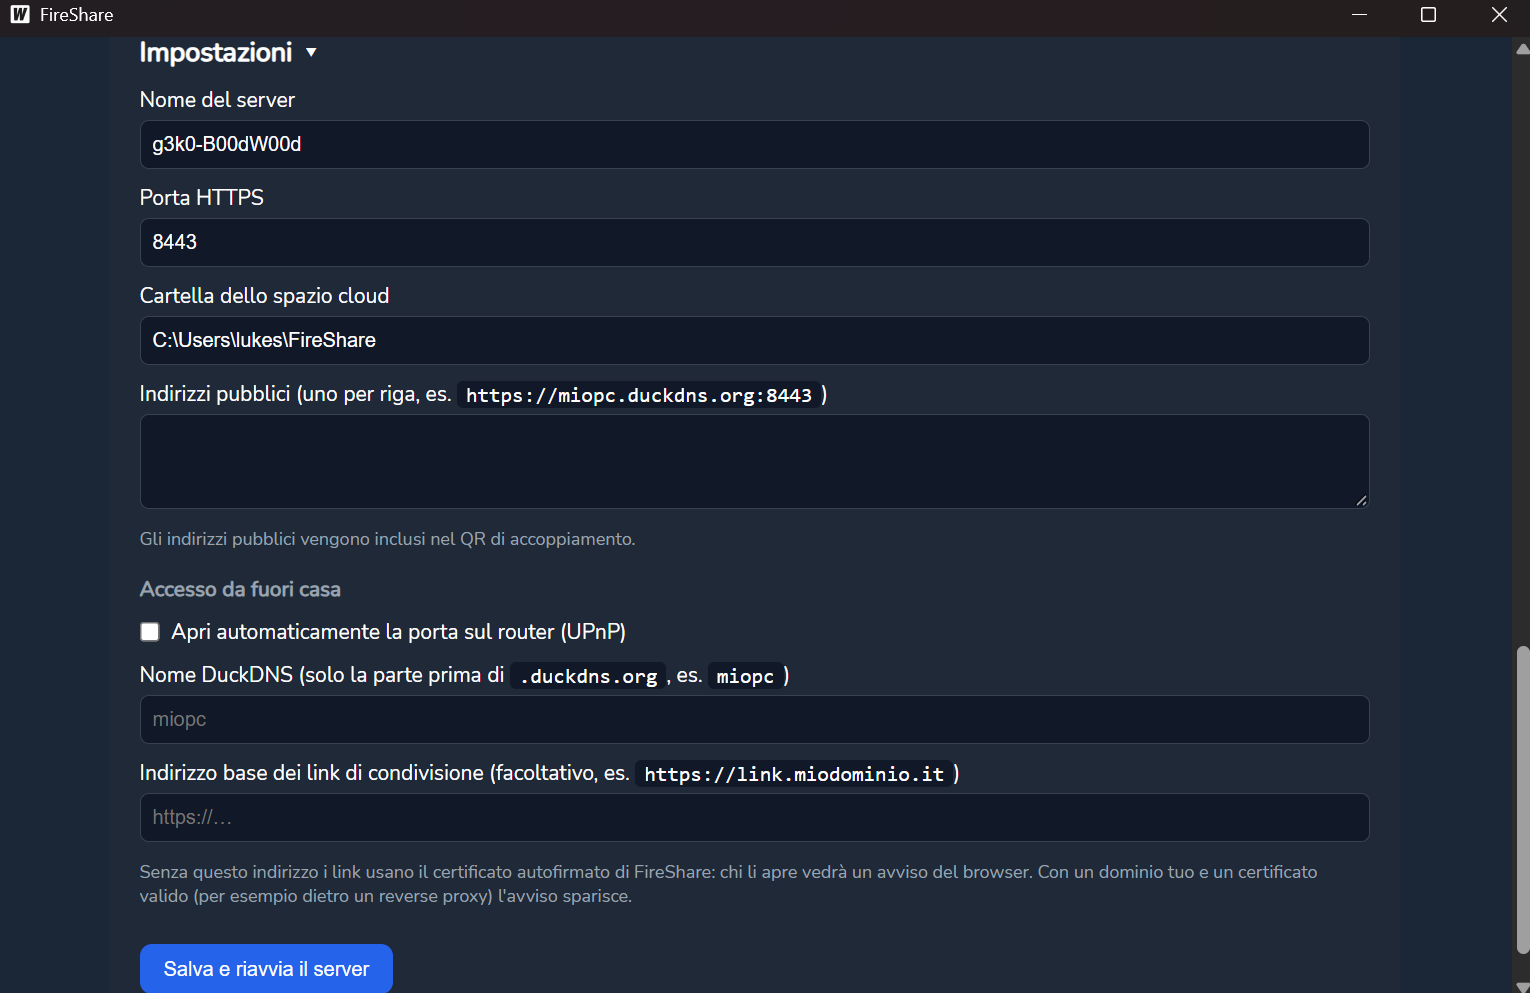 FireShare
Impostazioni ▼
Nome del server
g3k0-B00dW00d
Porta HTTPS
8443
Cartella dello spazio cloud
C:\Users\lukes\FireShare
Indirizzi pubblici (uno per riga, es. https://miopc.duckdns.org:8443 )
Gli indirizzi pubblici vengono inclusi nel QR di accoppiamento.
Accesso da fuori casa
Apri automaticamente la porta sul router (UPnP)
Nome DuckDNS (solo la parte prima di .duckdns.org , es. miopc )
miopc
Indirizzo base dei link di condivisione (facoltativo, es. https://link.miodominio.it )
https://…
Senza questo indirizzo i link usano il certificato autofirmato di FireShare: chi li apre vedrà un avviso del browser. Con un dominio tuo e un certificato
valido (per esempio dietro un reverse proxy) l'avviso sparisce.
Salva e riavvia il server